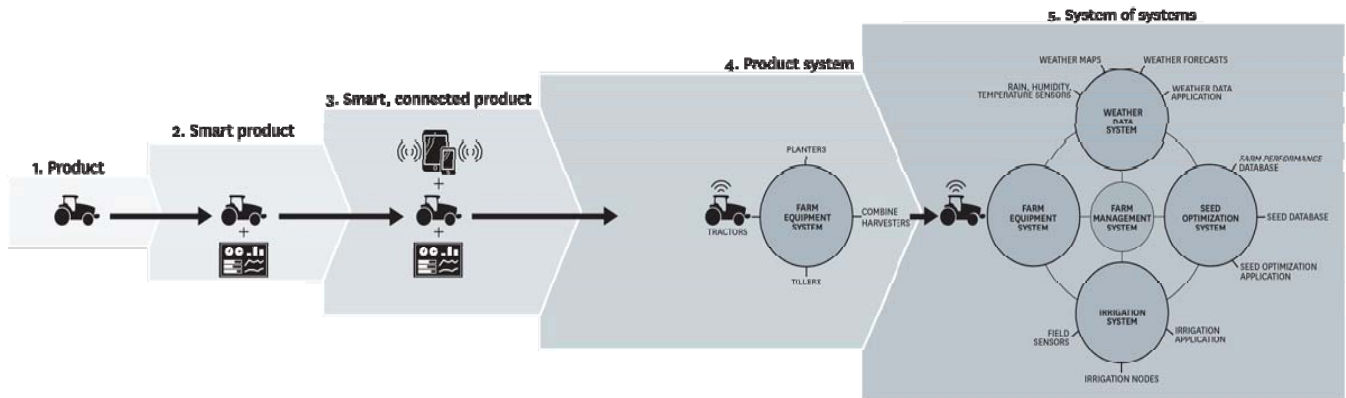 1. Product
2. Smart product
+
3. Smart, connected product
+
+
4. Product system
PLANTERS
TRACTORS
FARM
EQUIPMENT
SYSTEM
COMBINE
HARVESTERS
TILLERS
5. System of systems
WEATHER MAPS
WEATHER FORECASTS
RAIN, HUMIDITY,
TEMPERATURE SENSORS
WEATHER DATA
APPLICATION
WEATHER
DATA
SYSTEM
FARM PERFORMANCE
DATABASE
FARM
EQUIPMENT
SYSTEM
FARM
MANAGEMENT
SYSTEM
SEED
OPTIMIZATION
SYSTEM
SEED DATABASE
SEED OPTIMIZATION
APPLICATION
IRRIGATION
SYSTEM
FIELD
SENSORS
IRRIGATION
APPLICATION
IRRIGATION NODES